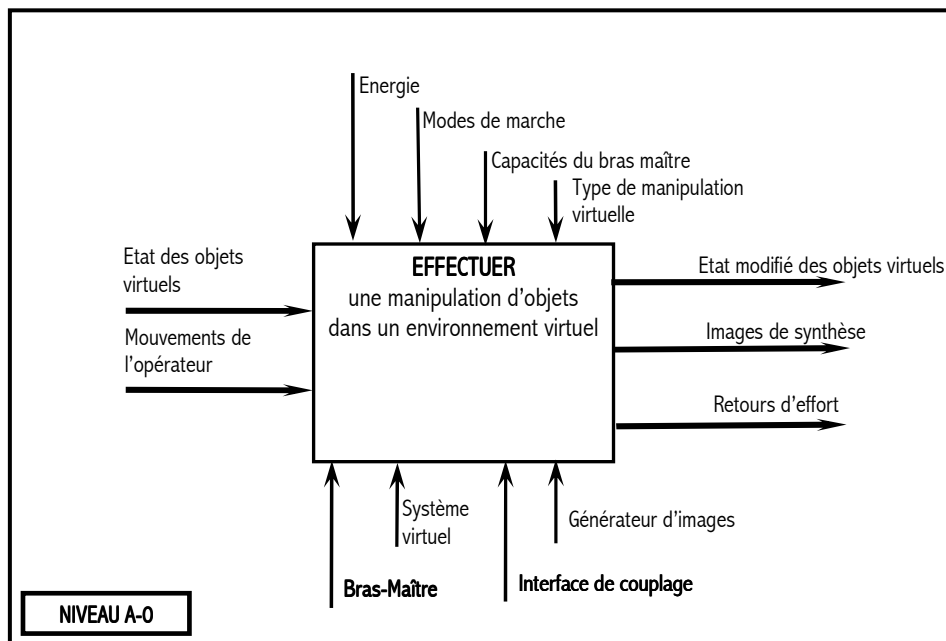 Energie
Modes de marche
Capacités du bras maître
Type de manipulation
virtuelle
Etat des objets
virtuels
Mouvements de
l'opérateur
EFFECTUER
une manipulation d'objets
dans un environnement virtuel
Etat modifié des objets virtuels
Images de synthèse
Retours d'effort
Système
virtuel
Générateur d'images
Bras-Maître
Interface de couplage
NIVEAU A-0